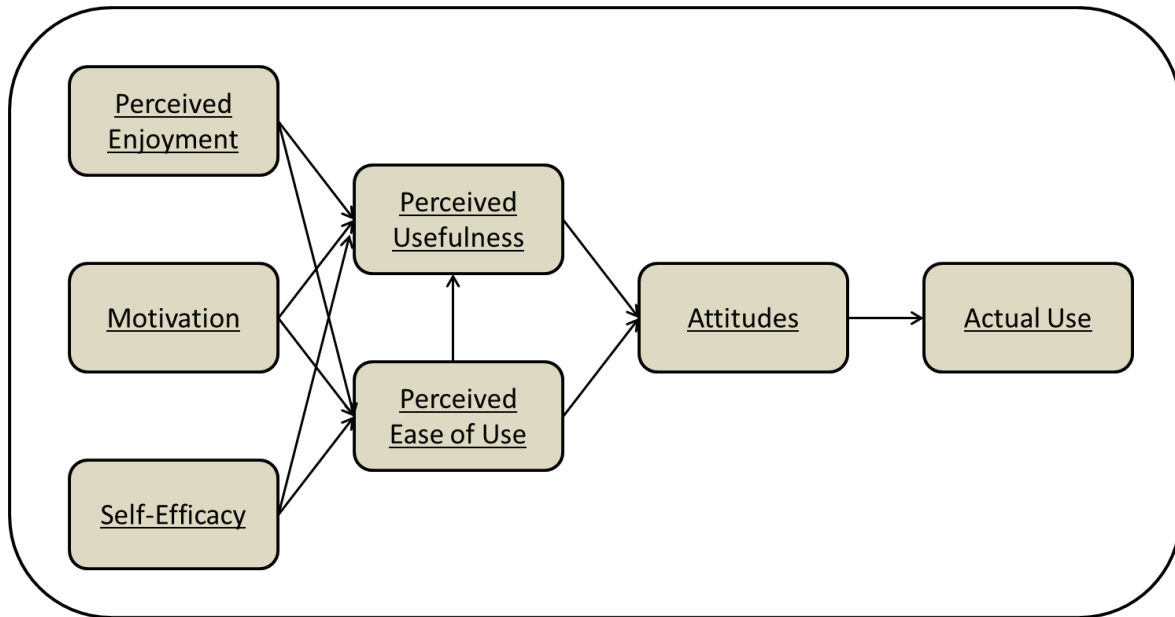 Perceived
Enjoyment
Perceived
Usefulness
Motivation
Attitudes
Actual Use
Perceived
Ease of Use
Self-Efficacy